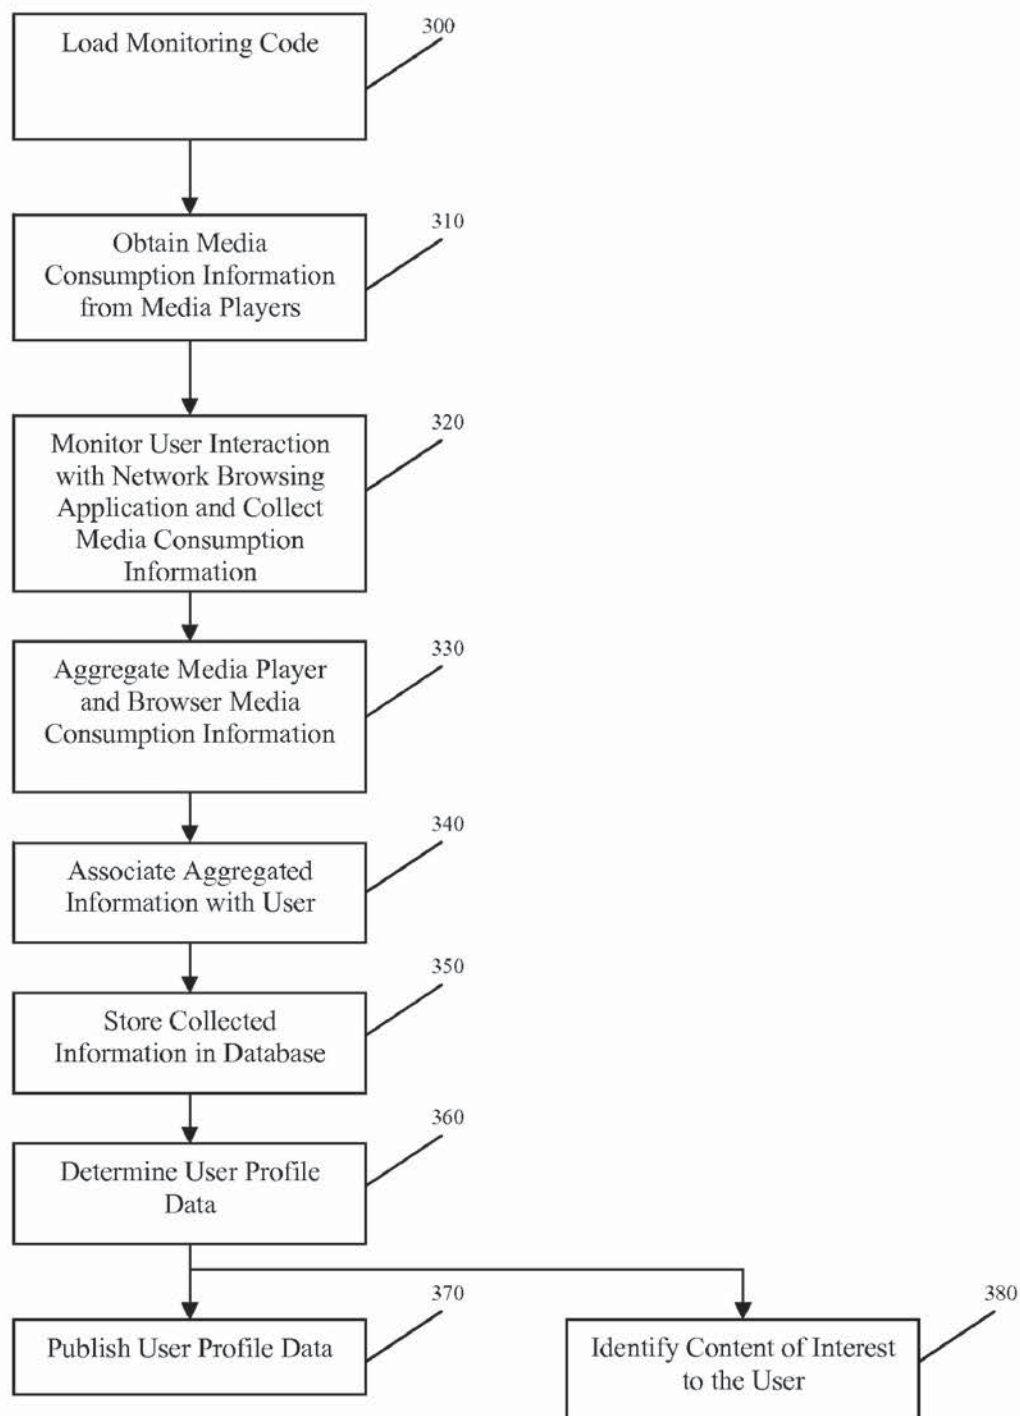 300
Load Monitoring Code
310
Obtain Media
Consumption Information
from Media Players
320
Monitor User Interaction
with Network Browsing
Application and Collect
Media Consumption
Information
330
Aggregate Media Player
and Browser Media
Consumption Information
340
Associate Aggregated
Information with User
350
Store Collected
Information in Database
360
Determine User Profile
Data
370
Publish User Profile Data
380
Identify Content of Interest
to the User